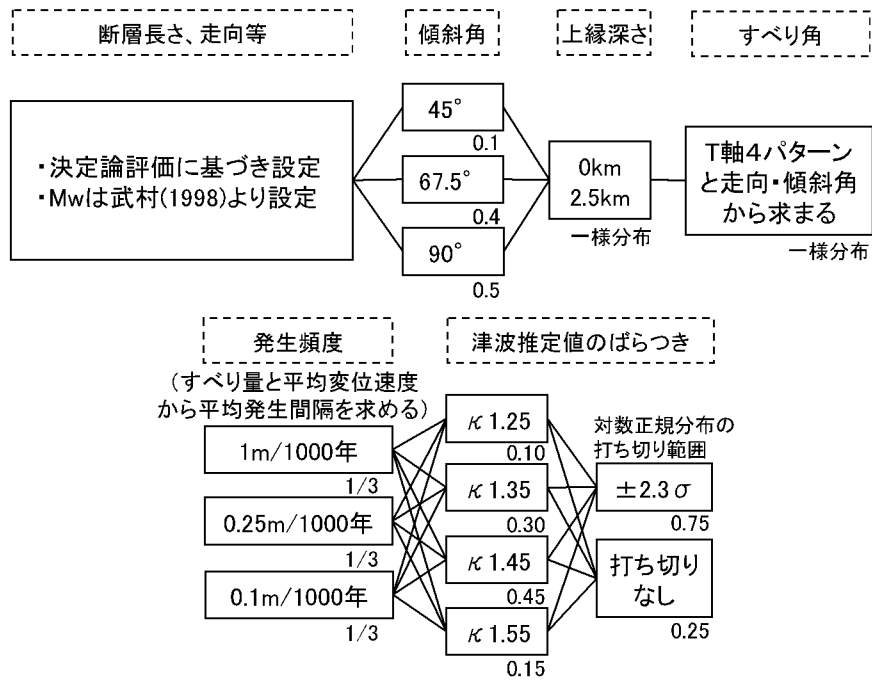 断層長さ、走向等
傾斜角
上縁深さ
すべり角
・決定論評価に基づき設定
・Mwは武村(1998)より設定
45°
0.1
67.5°
0.4
90°
0.5
0km
2.5km
一様分布
T軸4パターン
と走向・傾斜角
から求まる
一様分布
発生頻度
(すべり量と平均変位速度
から平均発生間隔を求める)
1m/1000年
1/3
0.25m/1000年
1/3
0.1m/1000年
1/3
津波推定値のばらつき
κ1.25
0.10
κ1.35
0.30
κ1.45
0.45
κ1.55
0.15
対数正規分布の
打ち切り範囲
±2.3σ
0.75
打ち切り
なし
0.25